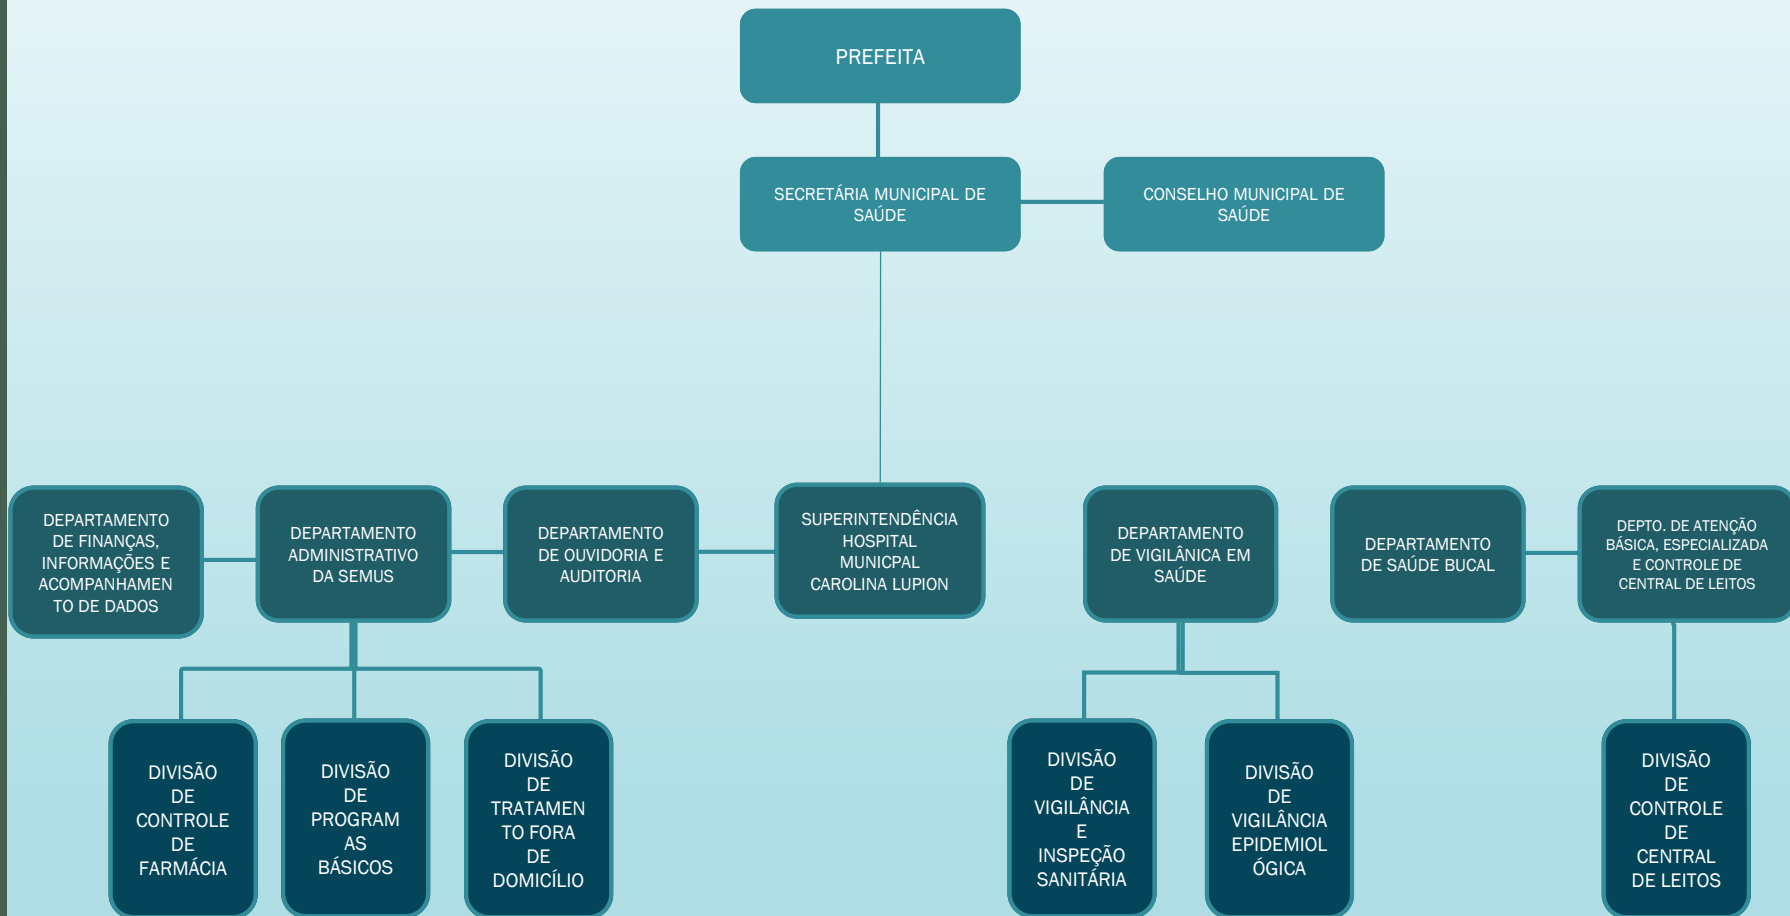 PREFEITA
SECRETÁRIA MUNICIPAL DE
SAÚDE
CONSELHO MUNICIPAL DE
SAÚDE
DEPARTAMENTO
DE FINANÇAS,
INFORMAÇÕES E
ACOMPANHAMEN
TO DE DADOS
DEPARTAMENTO
ADMINISTRATIVO
DA SEMUS
DEPARTAMENTO
DE OUVIDORIA E
AUDITORIA
SUPERINTENDÊNCIA
HOSPITAL
MUNICPAL
CAROLINA LUPION
DEPARTAMENTO
DE VIGILÂNICA EM
SAÚDE
DEPARTAMENTO
DE SAÚDE BUCAL
DEPTO. DE ATENÇÃO
BÁSICA, ESPECIALIZADA
E CONTROLE DE
CENTRAL DE LEITOS
DIVISÃO
DE
CONTROLE
DE
FARMÁCIA
DIVISÃO
DE
PROGRAM
AS
BÁSICOS
DIVISÃO
DE
TRATAMEN
TO FORA
DE
DOMICÍLIO
DIVISÃO
DE
VIGILÂNCIA
E
INSPEÇÃO
SANITÁRIA
DIVISÃO
DE
VIGILÂNCIA
EPIDEMIOL
ÓGICA
DIVISÃO
DE
CONTROLE
DE
CENTRAL
DE LEITOS